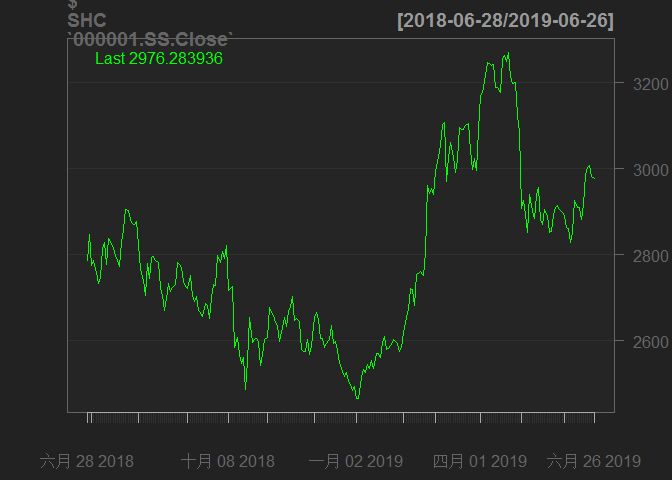 $
SHC
`000001.SS.Close`
[2018-06-28/2019-06-26]
Last 2976.283936
3200
3000
2800
2600
六月 28 2018
十月 08 2018
一月 02 2019
四月 01 2019
六月 26 2019